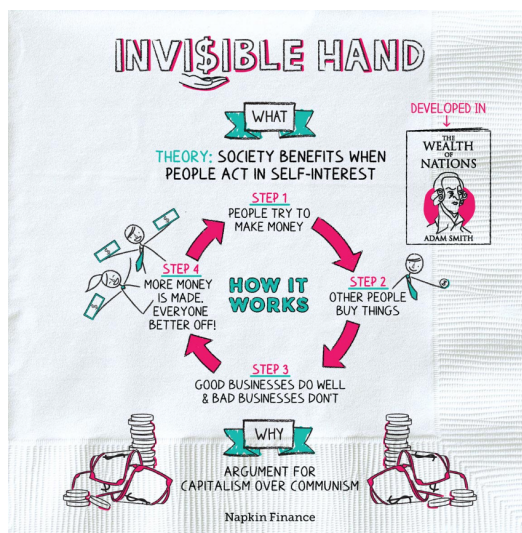 INVI$IBLE HAND
WHAT
THEORY: SOCIETY BENEFITS WHEN
PEOPLE ACT IN SELF-INTEREST
DEVELOPED IN
THE
WEALTH
OF
NATIONS
ADAM SMITH
STEP 1
PEOPLE TRY TO
MAKE MONEY
HOW IT
WORKS
STEP 2
OTHER PEOPLE
BUY THINGS
STEP 3
GOOD BUSINESSES DO WELL
& BAD BUSINESSES DON'T
STEP 4
MORE MONEY
IS MADE.
EVERYONE
BETTER OFF!
WHY
ARGUMENT FOR
CAPITALISM OVER COMMUNISM
Napkin Finance